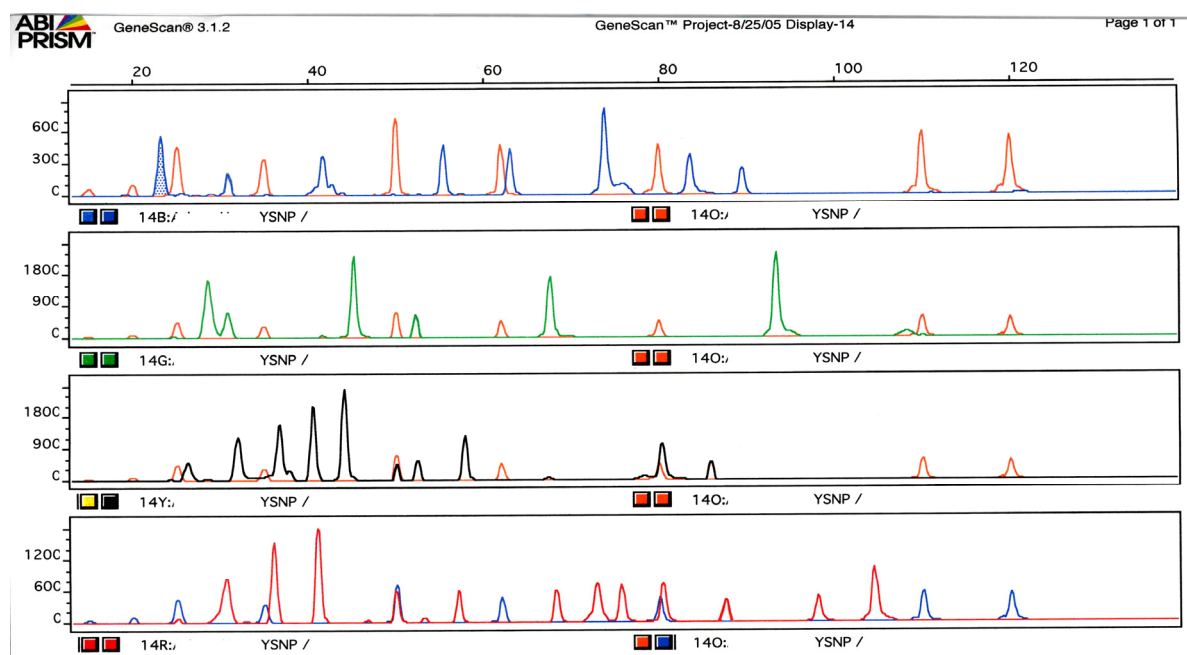 ABI PRISM GeneScan® 3.1.2 GeneScan™ Project-8/25/05 Display-14 Page 1 of 1
20 40 60 80 100 120
600
300
0
14B: YSNP / 14O: YSNP /
1800
900
0
14G: YSNP / 14O: YSNP /
1800
900
0
14Y: YSNP / 14O: YSNP /
1200
600
0
14R: YSNP / 14O: YSNP /